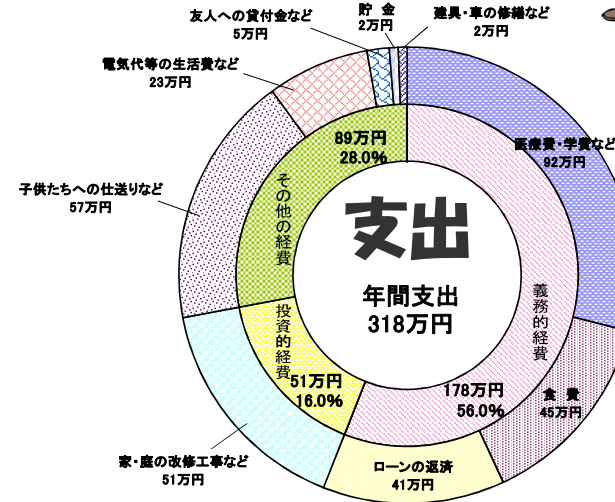 友人への貸付金など
5万円
貯 金
2万円
建具・車の修繕など
2万円
電気代等の生活費など
23万円
医療費・学費など
92万円
89万円
28.0%
その他の経費
子供たちへの仕送りなど
57万円
支出
年間支出
318万円
義務的経費
投資的経費
51万円
16.0%
178万円
56.0%
食 費
45万円
家・庭の改修工事など
51万円
ローンの返済
41万円